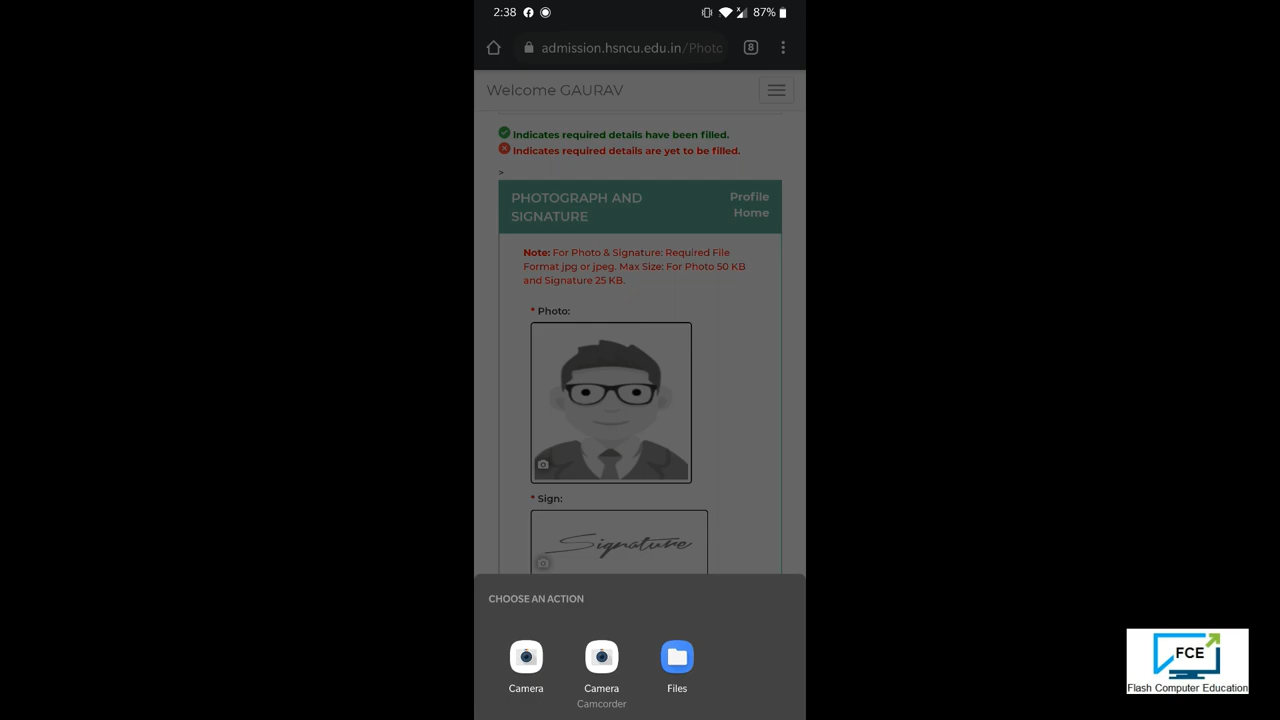 2:38
87%
admission.hsncu.edu.in/Photo
8
Welcome GAURAV
Indicates required details have been filled.
Indicates required details are yet to be filled.
>
PHOTOGRAPH AND
SIGNATURE
Profile
Home
Note: For Photo & Signature: Required File
Format jpg or jpeg. Max Size: For Photo 50 KB
and Signature 25 KB.
* Photo:
* Sign:
Signature
CHOOSE AN ACTION
Camera
Camera
Camcorder
Files
FCE
Flash Computer Education